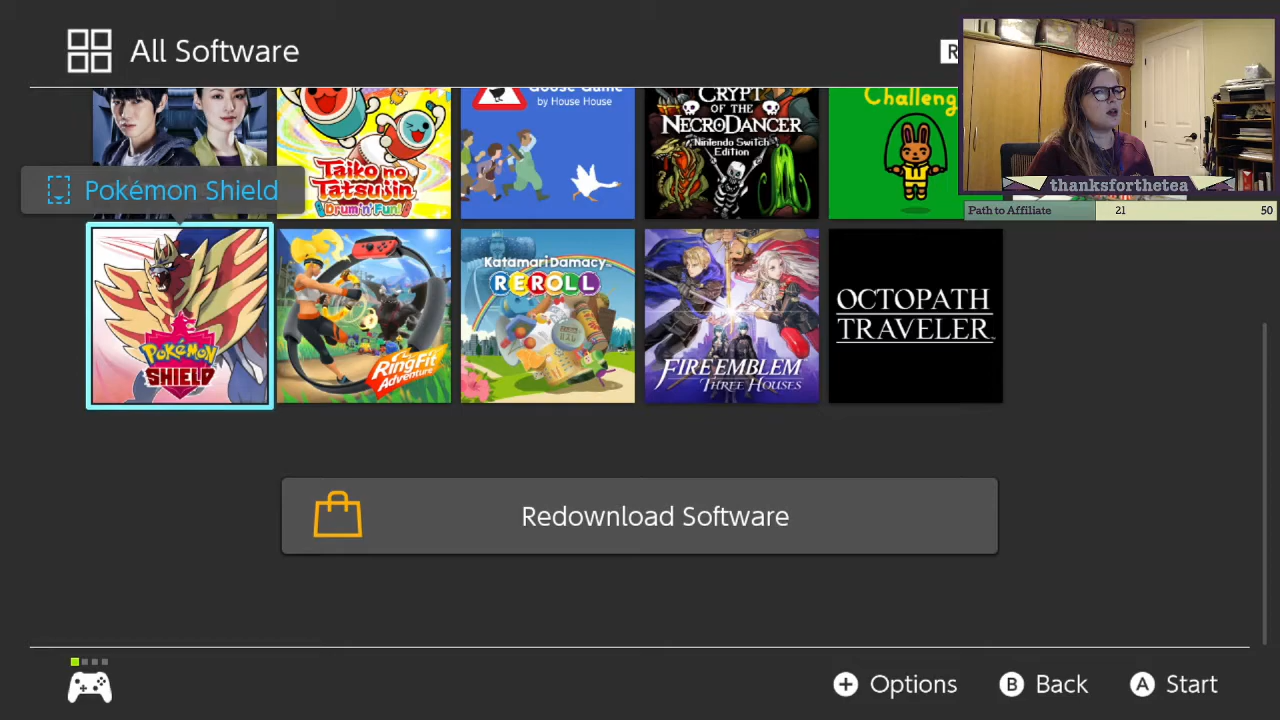 All Software
R
Goose Game
by House House
CRYPT
OF THE
NECRODANCER
Nintendo Switch
Edition
Challeng
Taiko no
Tatsujin
Drum'n'Fun!
thanksforthetea
Path to Affiliate 21 50
Pokémon Shield
POKÉMON
SHIELD
RingFit
Adventure
KATAMARI DAMACY
REROLL
FIRE EMBLEM
THREE HOUSES
OCTOPATH
TRAVELER
Redownload Software
+ Options B Back A Start